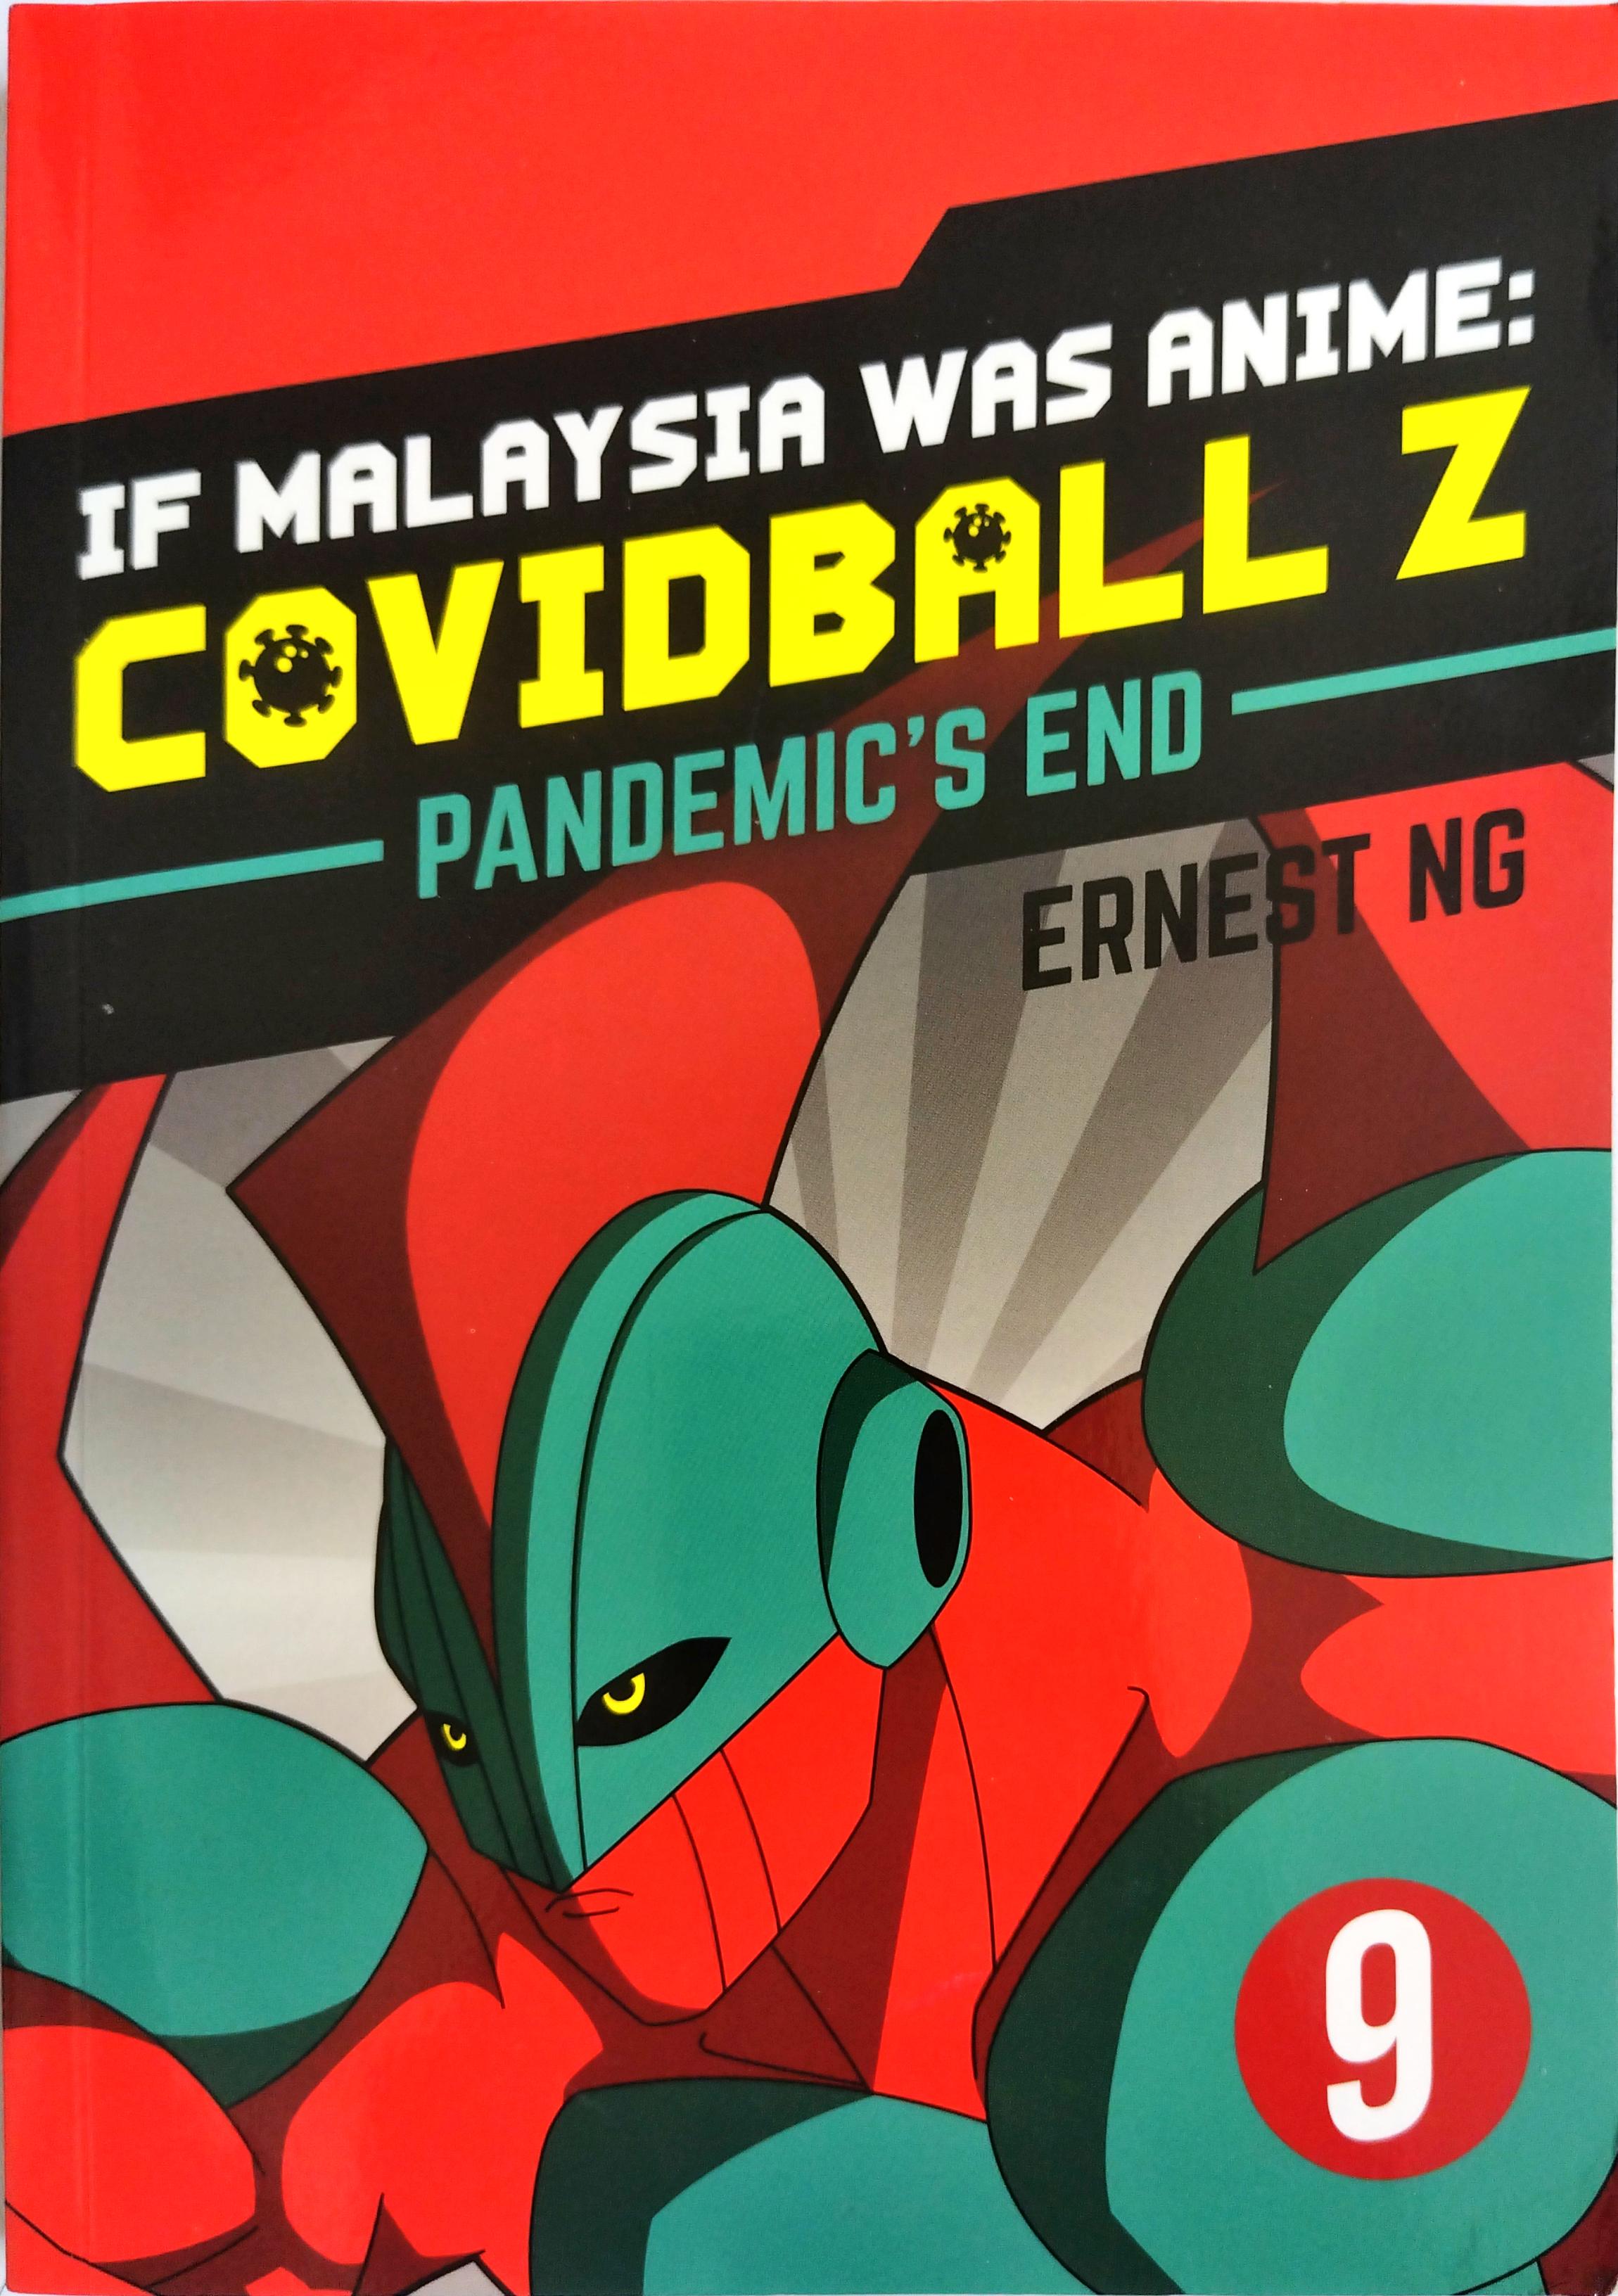 IF MALAYSIA WAS ANIME:
COVIDBALL Z
PANDEMIC'S END
ERNEST NG
9